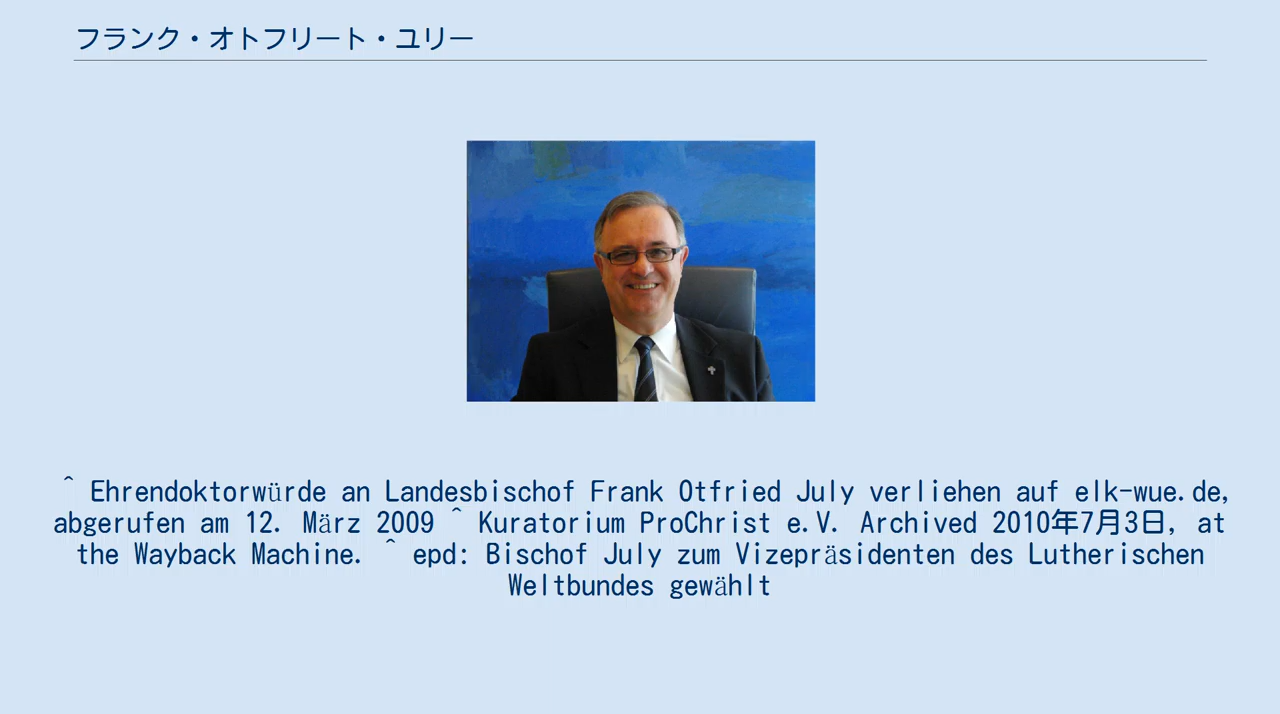 フランク・オトフリート・ユリー
^ Ehrendoktorwürde an Landesbischof Frank Otfried July verliehen auf elk-wue.de,
abgerufen am 12. März 2009 ^ Kuratorium ProChrist e.V. Archived 2010年7月3日, at
the Wayback Machine. ^ epd: Bischof July zum Vizepräsidenten des Lutherischen
Weltbundes gewählt